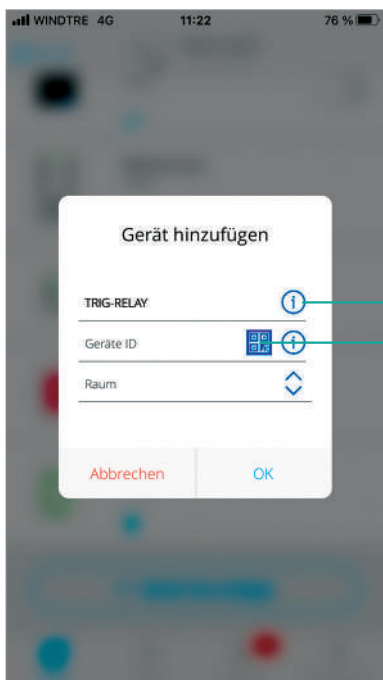 WINDTRE 4G 11:22 76 %
Gerät hinzufügen
TRIG-RELAY
Geräte ID
Raum
Abbrechen OK